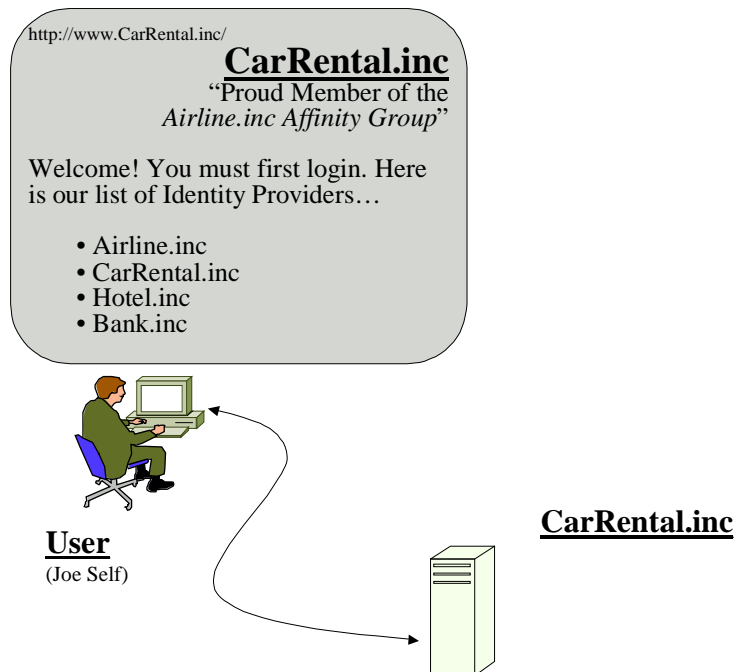 http://www.CarRental.inc/
CarRental.inc
“Proud Member of the
Airline.inc Affinity Group”
Welcome! You must first login. Here
is our list of Identity Providers…
• Airline.inc
• CarRental.inc
• Hotel.inc
• Bank.inc
CarRental.inc
User
(Joe Self)